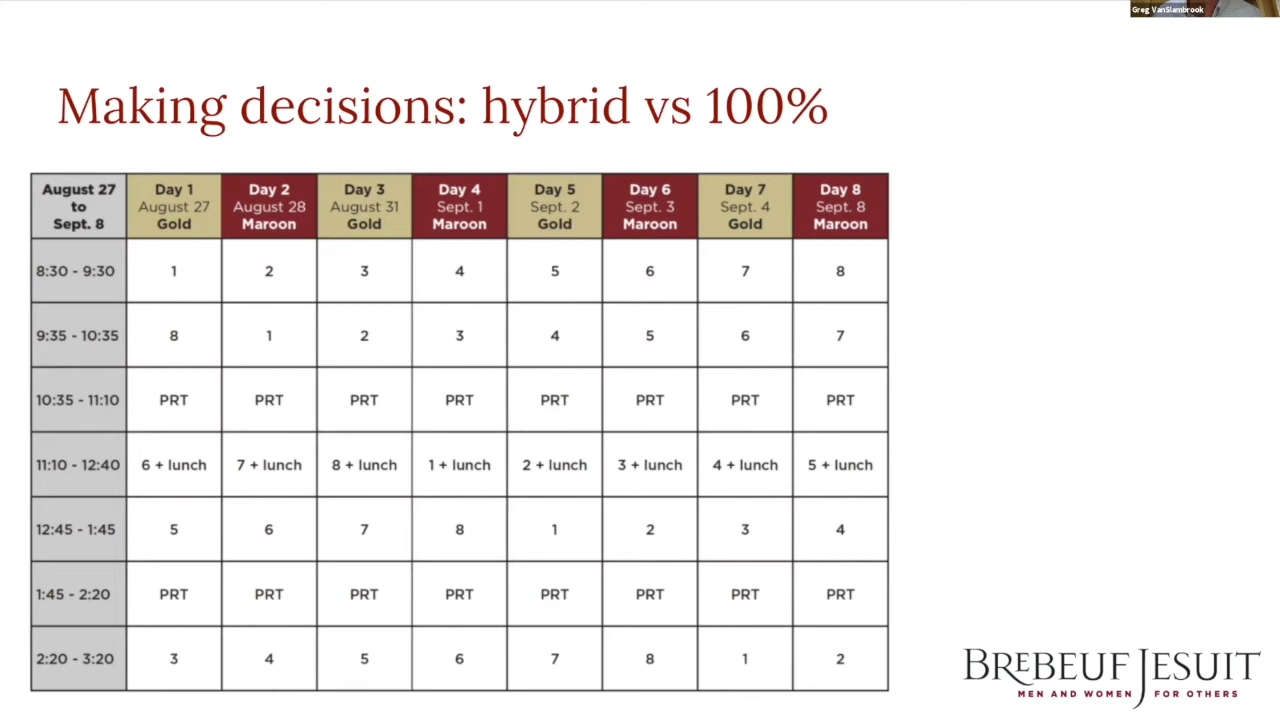 Greg VanSlambrook
Making decisions: hybrid vs 100%
August 27 to Sept. 8 Day 1 August 27 Gold Day 2 August 28 Maroon Day 3 August 31 Gold Day 4 Sept. 1 Maroon Day 5 Sept. 2 Gold Day 6 Sept. 3 Maroon Day 7 Sept. 4 Gold Day 8 Sept. 8 Maroon
8:30 - 9:30 1 2 3 4 5 6 7 8
9:35 - 10:35 8 1 2 3 4 5 6 7
10:35 - 11:10 PRT PRT PRT PRT PRT PRT PRT PRT
11:10 - 12:40 6 + lunch 7 + lunch 8 + lunch 1 + lunch 2 + lunch 3 + lunch 4 + lunch 5 + lunch
12:45 - 1:45 5 6 7 8 1 2 3 4
1:45 - 2:20 PRT PRT PRT PRT PRT PRT PRT PRT
2:20 - 3:20 3 4 5 6 7 8 1 2
BREBEUF JESUIT
MEN AND WOMEN FOR OTHERS